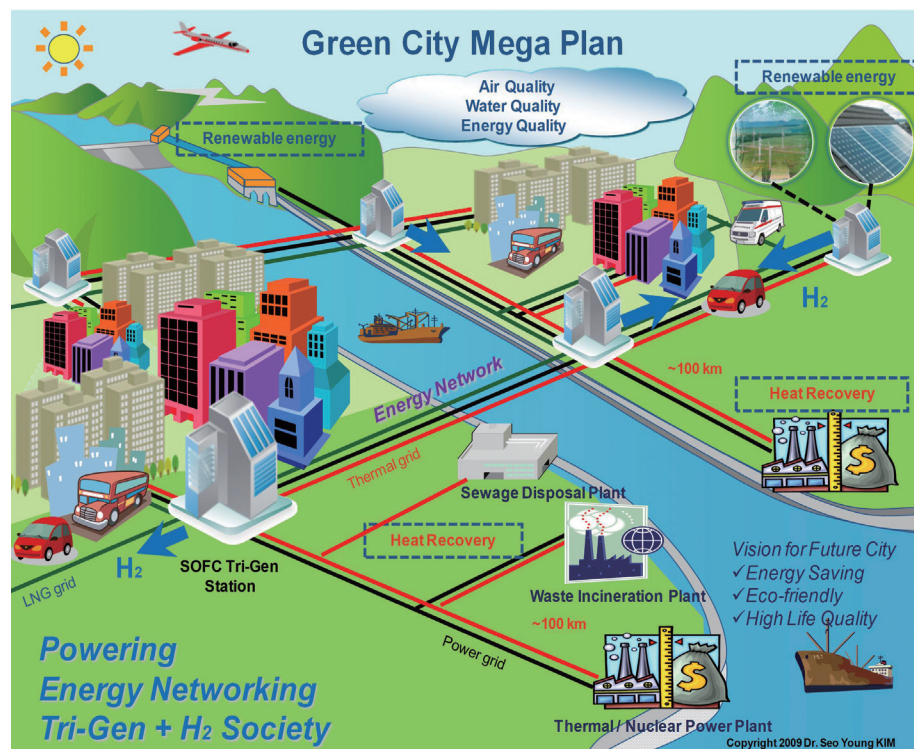 Green City Mega Plan
Air Quality
Water Quality
Energy Quality
Renewable energy
Renewable energy
H2
~100 km
Heat Recovery
Energy Network
Thermal grid
Sewage Disposal Plant
Heat Recovery
$
H2
SOFC Tri-Gen
Station
LNG grid
Waste Incineration Plant
~100 km
Power grid
Vision for Future City
✓Energy Saving
✓Eco-friendly
✓High Life Quality
Powering
Energy Networking
Tri-Gen + H2 Society
$
Thermal / Nuclear Power Plant
Copyright 2009 Dr. Seo Young KIM